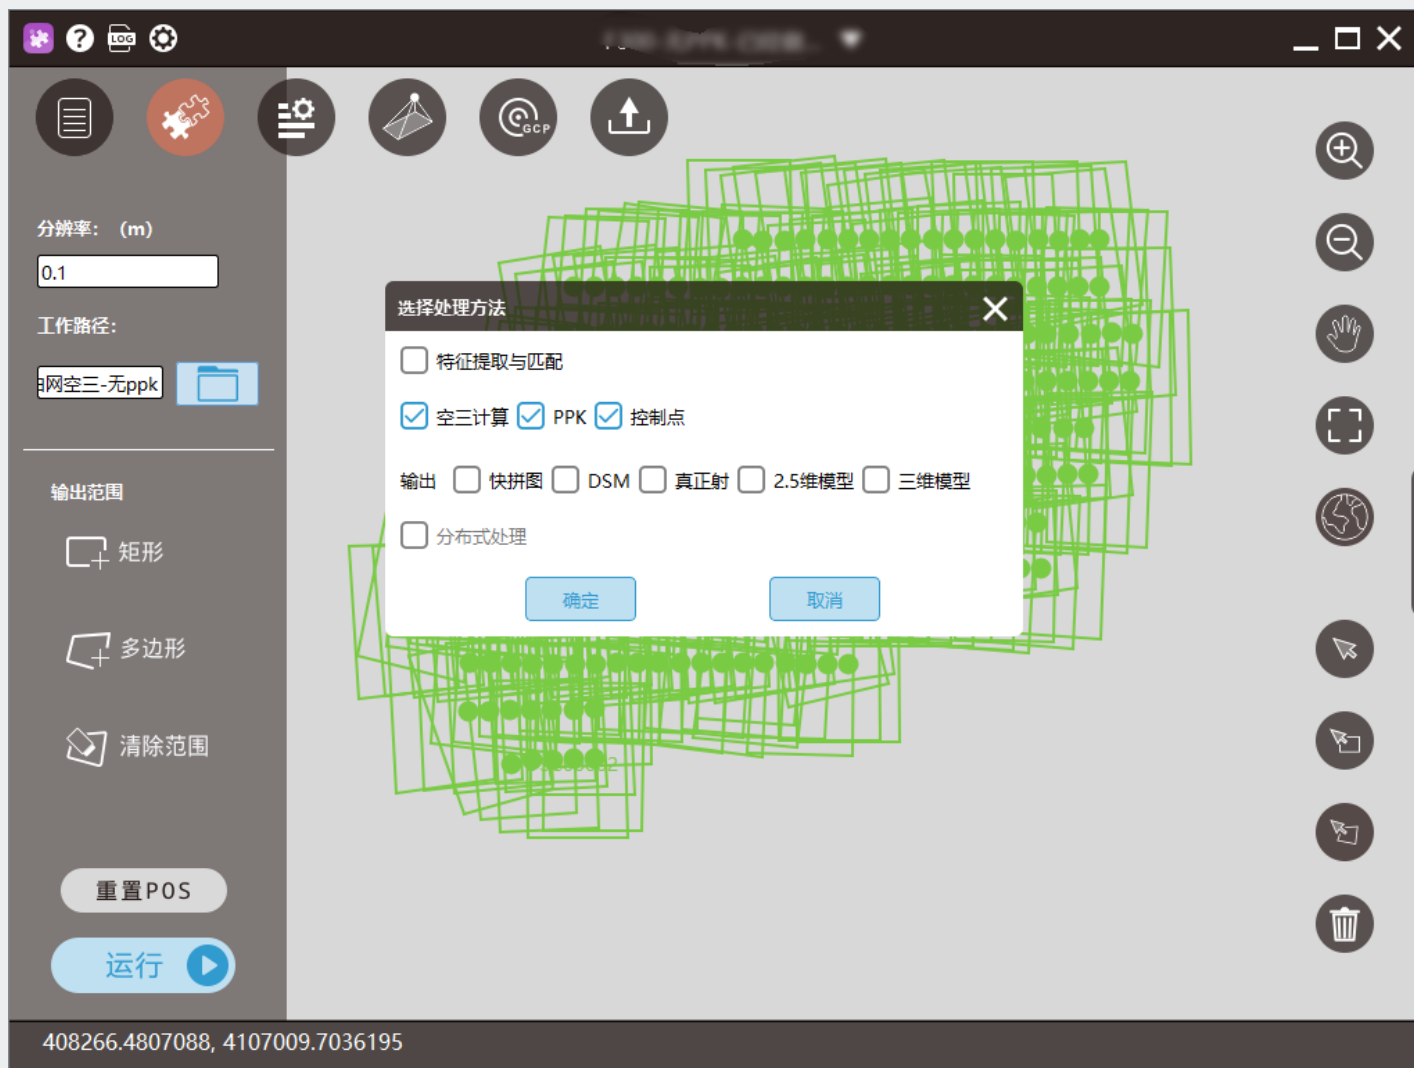 LOG
GCP
分辨率：（m）
0.1
工作路径：
网空三-无ppk
输出范围
矩形
多边形
清除范围
重置POS
运行
选择处理方法
特征提取与匹配
空三计算 PPK 控制点
输出 快拼图 DSM 真正射 2.5维模型 三维模型
分布式处理
确定 取消
408266.4807088, 4107009.7036195